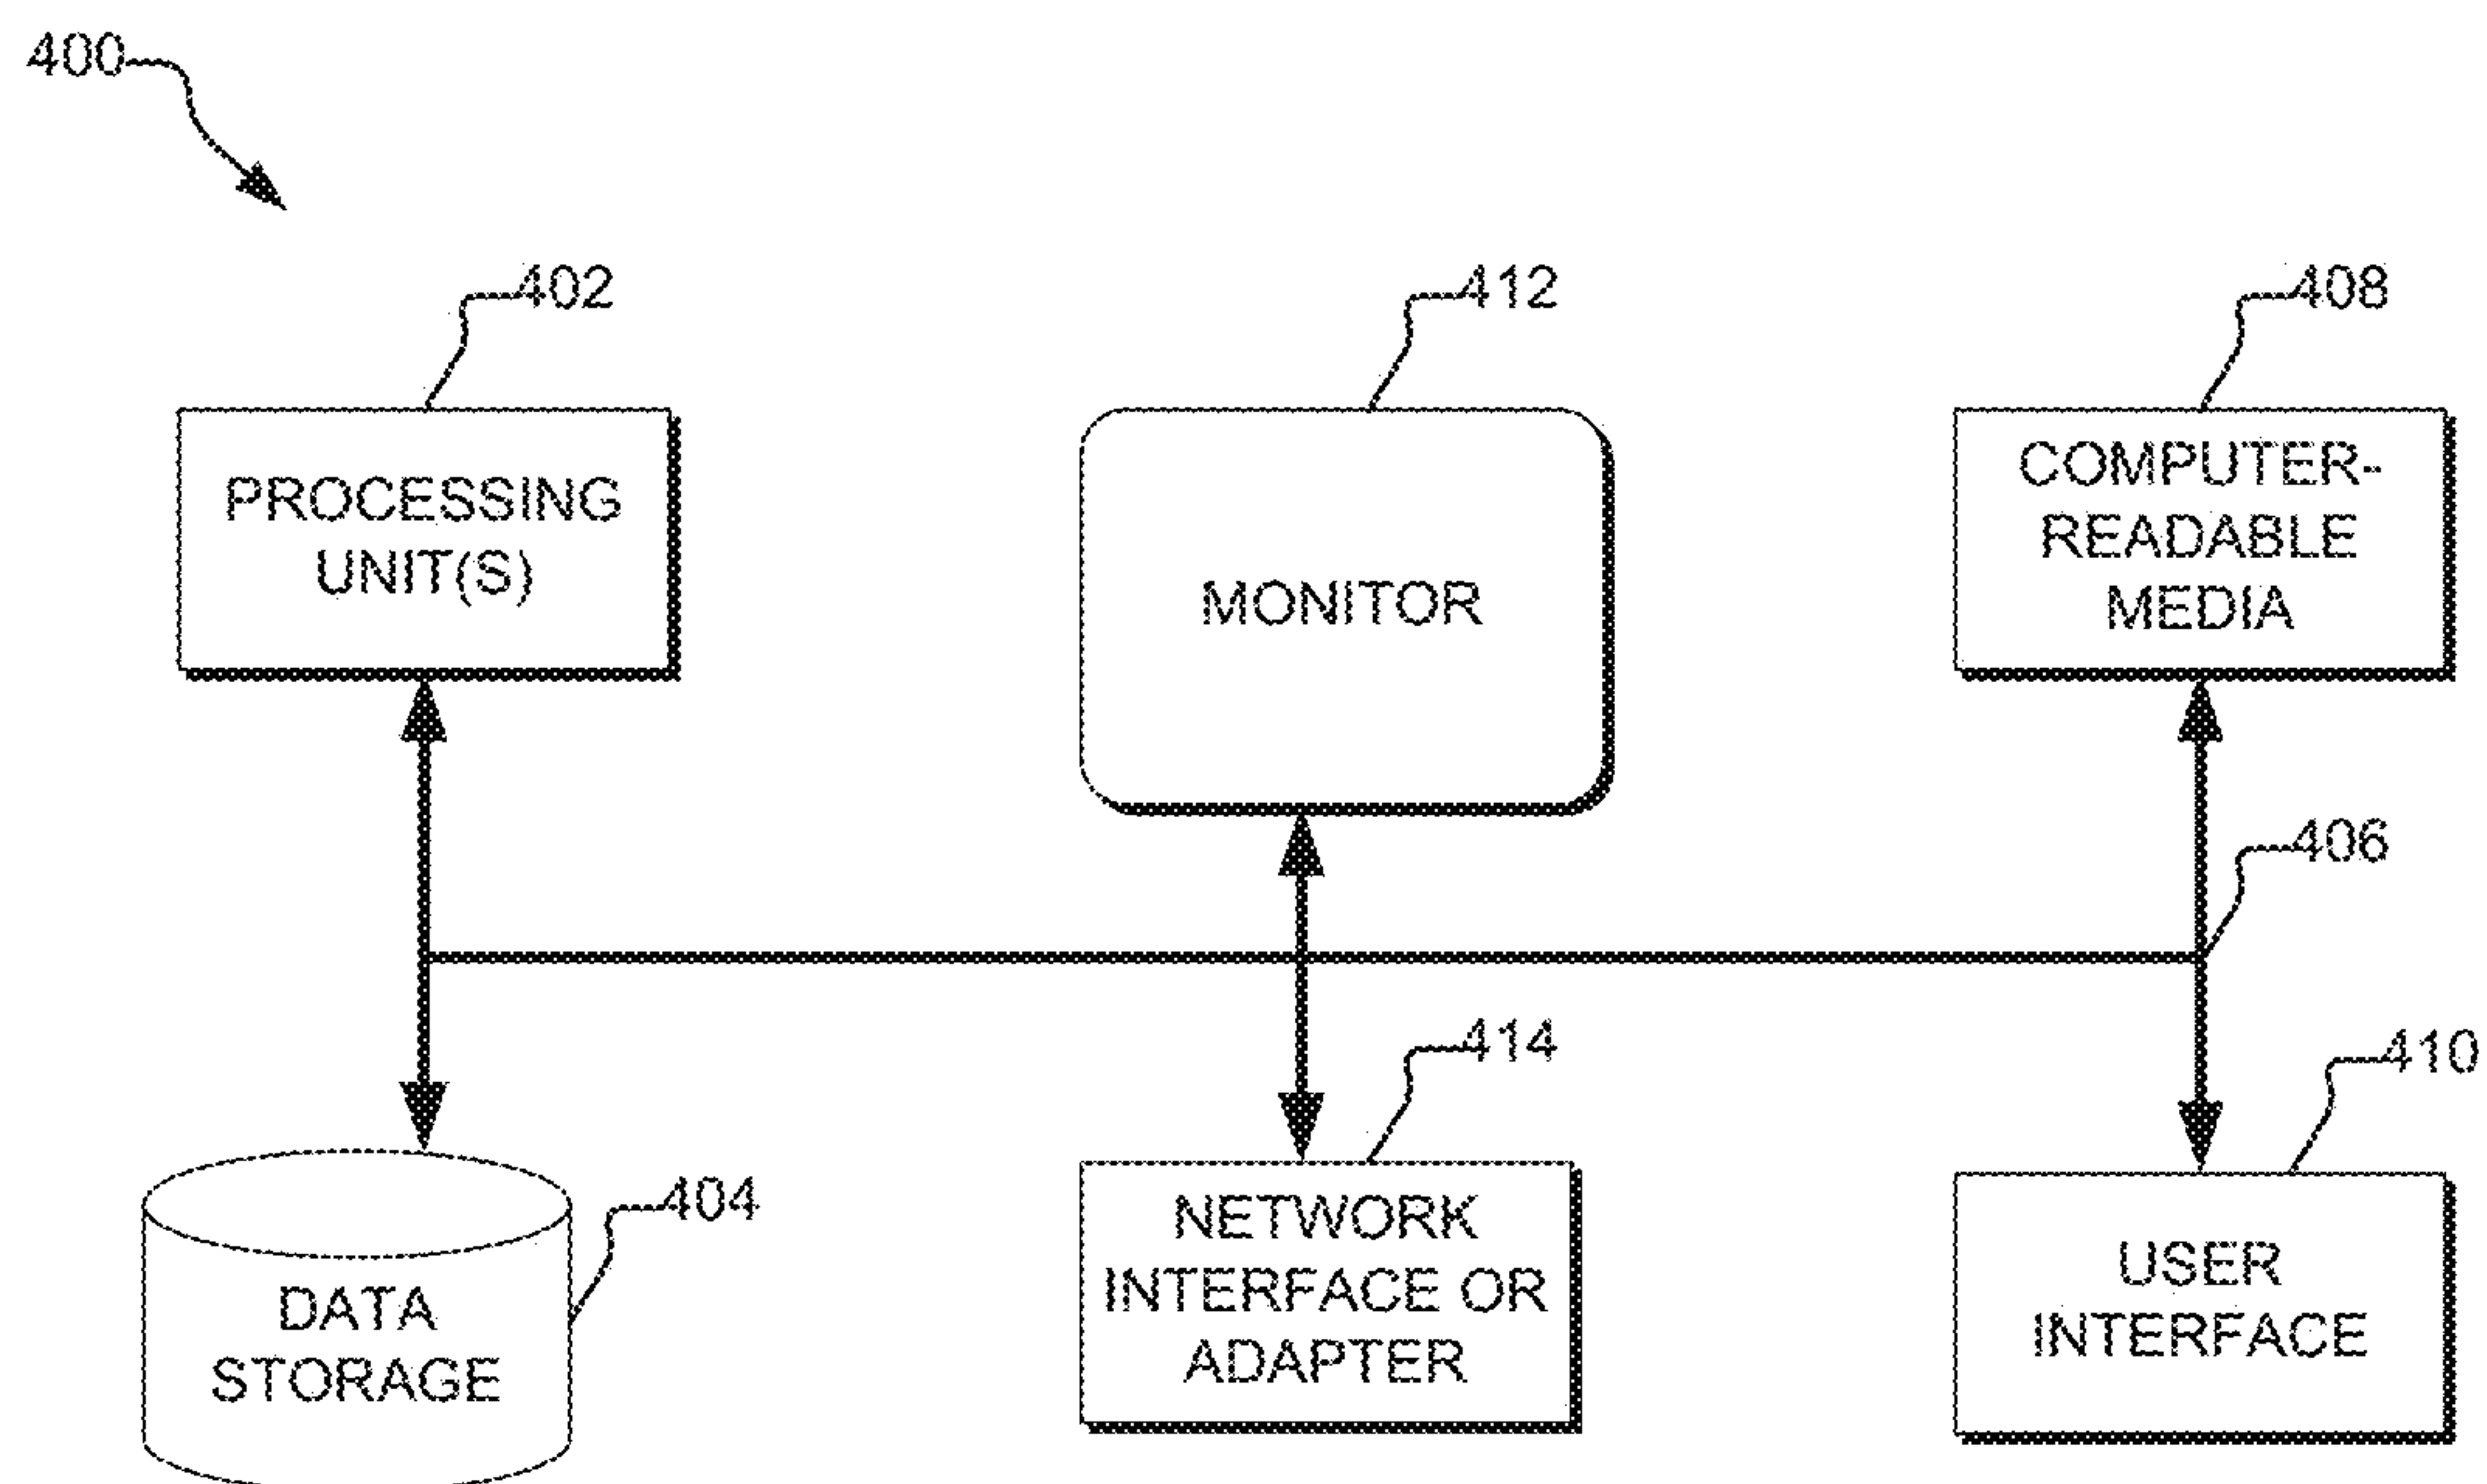 400
402
412
408
PROCESSING
UNIT(S)
MONITOR
COMPUTER-
READABLE
MEDIA
406
414
410
404
DATA
STORAGE
NETWORK
INTERFACE OR
ADAPTER
USER
INTERFACE